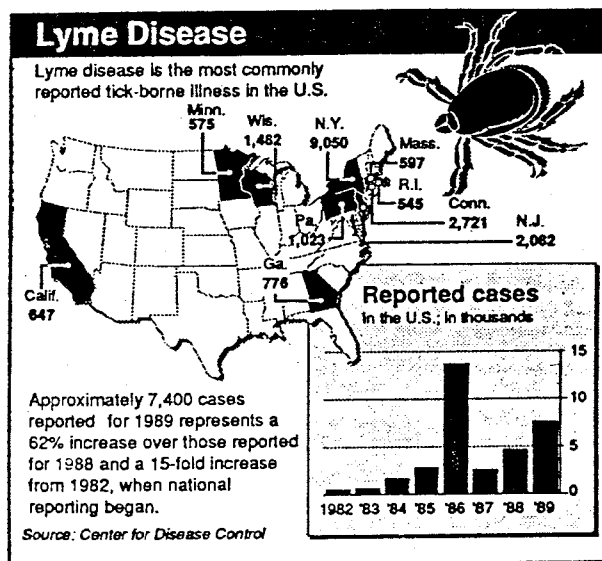 Lyme Disease
Lyme disease is the most commonly
reported tick-borne illness in the U.S.
Minn.
575
Wis.
1,482
N.Y.
9,050
Mass.
597
R.I.
545
Conn.
2,721
N.J.
2,062
Pa.
1,023
Ga.
776
Calif.
647
Reported cases
In the U.S.; in thousands
15
10
5
0
1982 '83 '84 '85 '86 '87 '88 '89
Approximately 7,400 cases
reported for 1989 represents a
62% increase over those reported
for 1988 and a 15-fold increase
from 1982, when national
reporting began.
Source: Center for Disease Control